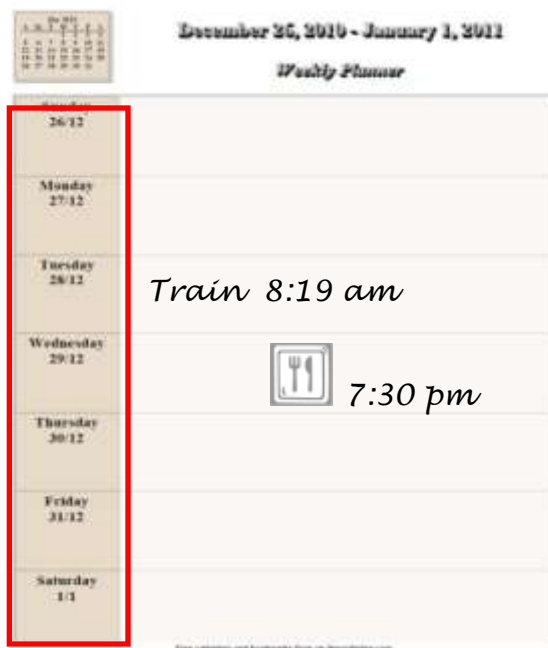 December 26, 2010 - January 1, 2011
Weekly Planner
Sunday
26/12
Monday
27/12
Tuesday
28/12
Train 8:19 am
Wednesday
29/12
7:30 pm
Thursday
30/12
Friday
31/12
Saturday
1/1